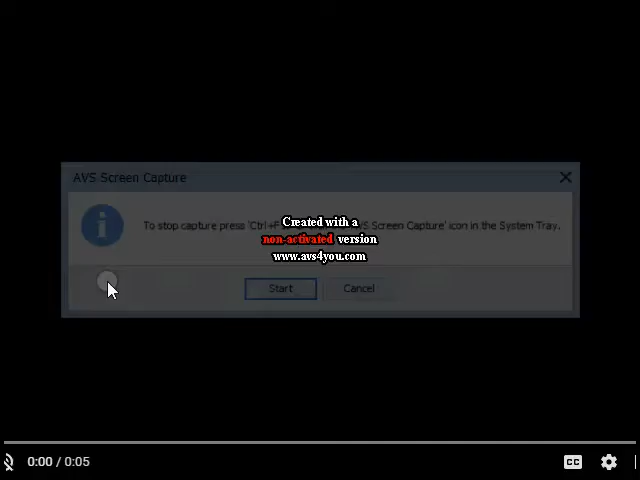 AVS Screen Capture
To stop capture press 'Ctrl+F S Screen Capture' icon in the System Tray.
Created with a
non-activated version
www.avs4you.com
Start Cancel
0:00 / 0:05 CC